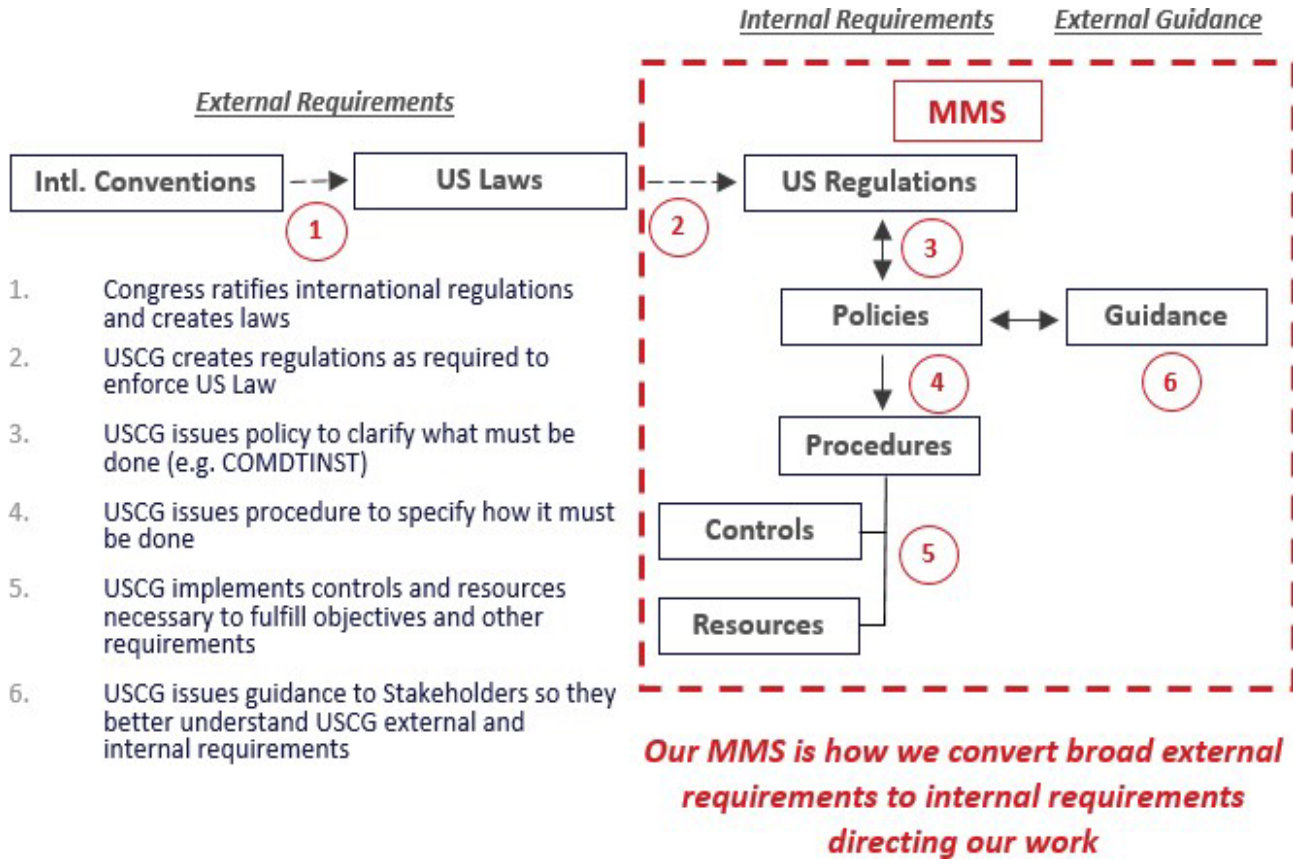 Internal Requirements
External Guidance
External Requirements
MMS
Intl. Conventions
US Laws
US Regulations
1
2
3
Policies
Guidance
4
6
Procedures
Controls
5
Resources
1. Congress ratifies international regulations
and creates laws
2. USCG creates regulations as required to
enforce US Law
3. USCG issues policy to clarify what must be
done (e.g. COMDTINST)
4. USCG issues procedure to specify how it must
be done
5. USCG implements controls and resources
necessary to fulfill objectives and other
requirements
6. USCG issues guidance to Stakeholders so they
better understand USCG external and
internal requirements
Our MMS is how we convert broad external
requirements to internal requirements
directing our work